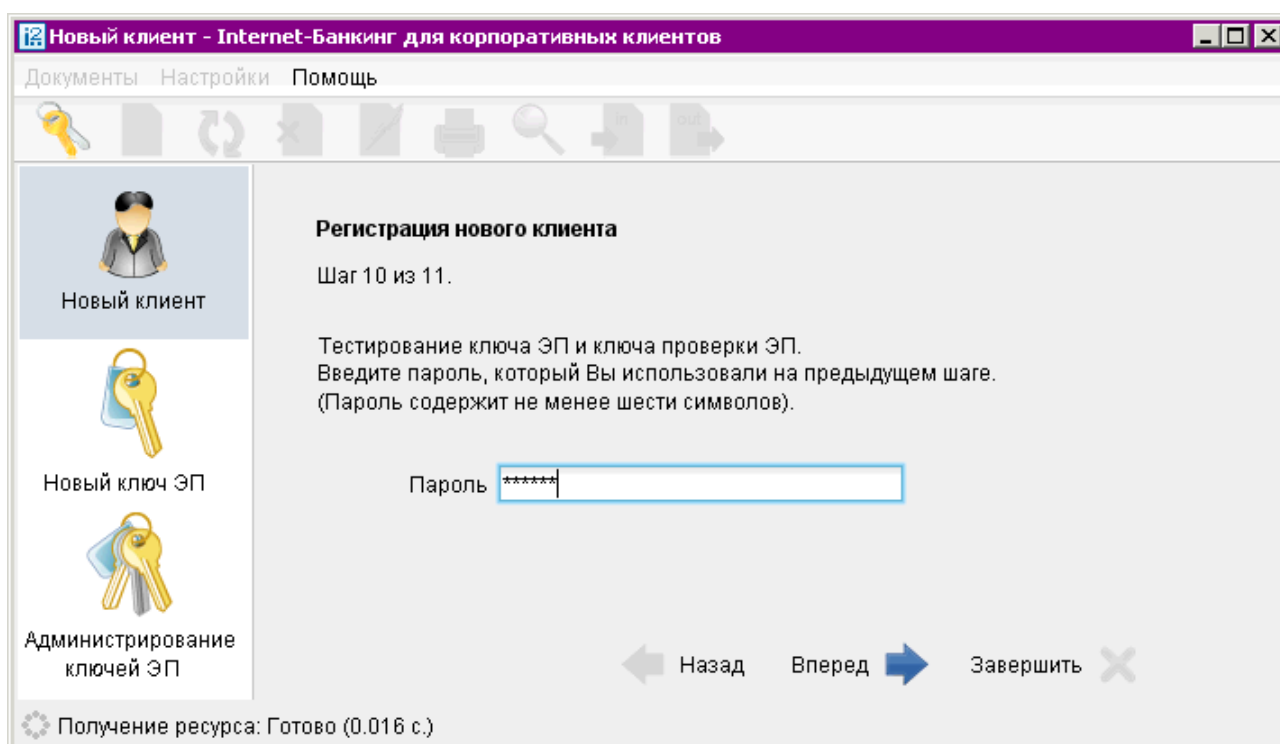 Новый клиент - Internet-Банкинг для корпоративных клиентов
Документы Настройки Помощь
in out
Новый клиент
Новый ключ ЭП
Администрирование
ключей ЭП
Регистрация нового клиента
Шаг 10 из 11.
Тестирование ключа ЭП и ключа проверки ЭП.
Введите пароль, который Вы использовали на предыдущем шаге.
(Пароль содержит не менее шести символов).
Пароль ******
Назад Вперед Завершить
Получение ресурса: Готово (0.016 с.)